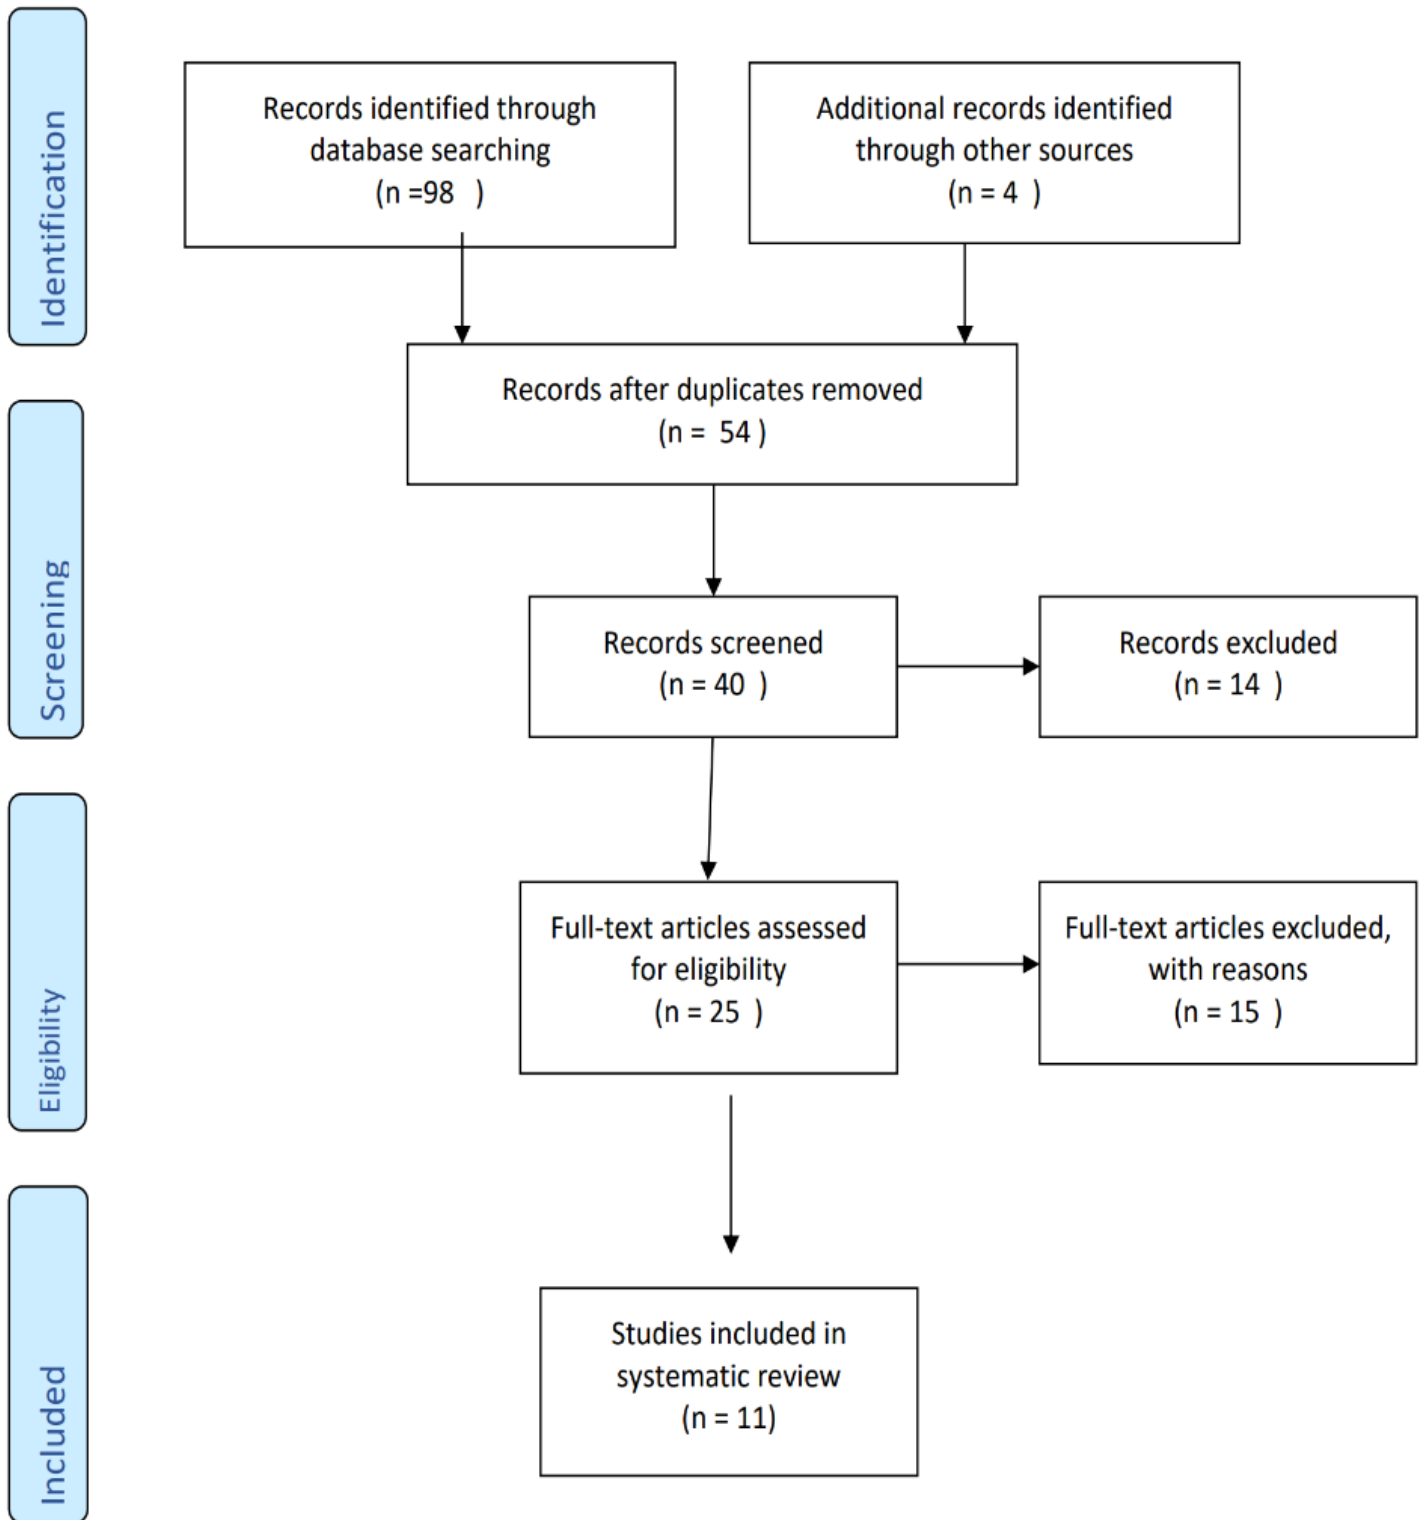 Identification
Records identified through
database searching
(n =98   )
Additional records identified
through other sources
(n = 4  )
Records after duplicates removed
(n =  54 )
Screening
Records screened
(n = 40  )
Records excluded
(n = 14  )
Eligibility
Full-text articles assessed
for eligibility
(n = 25  )
Full-text articles excluded,
with reasons
(n = 15  )
Included
Studies included in
systematic review
(n = 11)